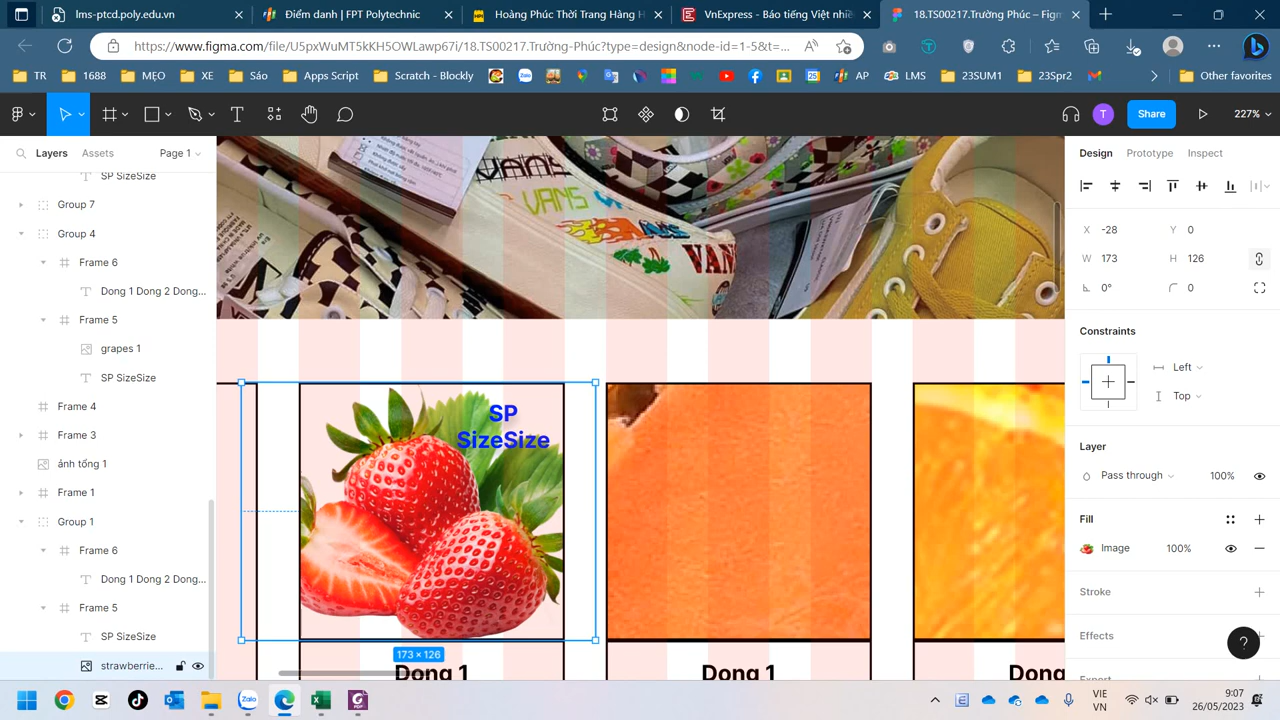 lms-ptcd.poly.edu.vn
Điểm danh | FPT Polytechnic
Hoàng Phúc Thời Trang Hàng H
VnExpress - Báo tiếng Việt nhiề
18.TS00217.Trường Phúc – Figm
https://www.figma.com/file/U5pxWuMT5kKH5OWLawp67i/18.TS00217.Trường-Phúc?type=design&node-id=1-5&t=...
TR
1688
MẸO
XE
Sáo
Apps Script
Scratch - Blockly
AP
LMS
23SUM1
23Spr2
Other favorites
Share
T
227%
Layers
Assets
Page 1
Design
Prototype
Inspect
SP SizeSize
Group 7
Group 4
Frame 6
Dong 1 Dong 2 Dong...
Frame 5
grapes 1
SP SizeSize
Frame 4
Frame 3
ảnh tổng 1
Frame 1
Group 1
Frame 6
Dong 1 Dong 2 Dong...
Frame 5
SP SizeSize
strawberrie...
VANS
VANS
VAN
SP
SizeSize
173 × 126
Dong 1
Dong 1
Dong
X -28 Y 0
W 173 H 126
0° 0
Constraints
Left
Top
Layer
Pass through 100%
Fill
Image 100%
Stroke
Effects
Export
?
Zalo
VIE
VN
9:07
26/05/2023